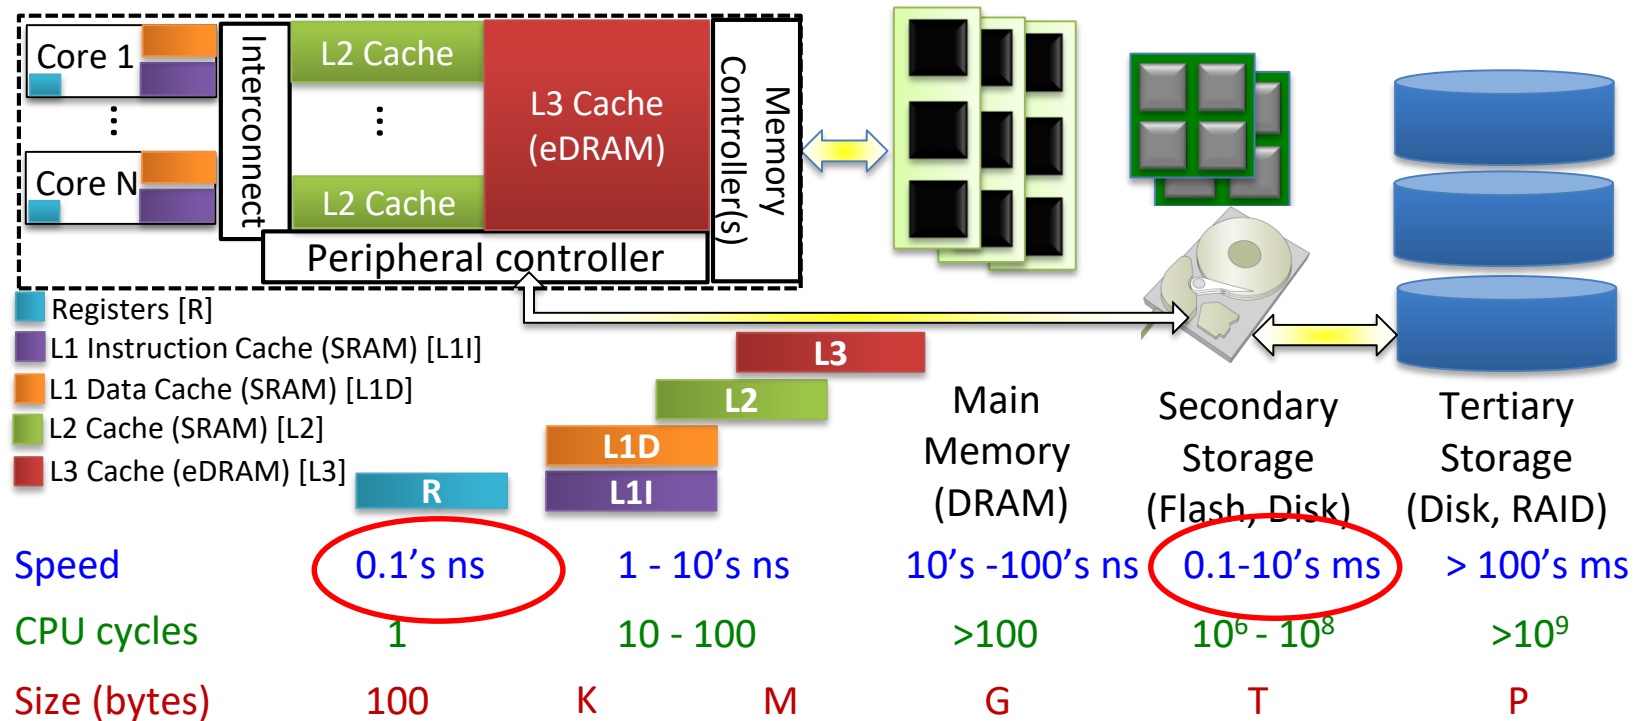 Core 1
⋮
Core N
Interconnect
L2 Cache
⋮
L2 Cache
L3 Cache
(eDRAM)
Memory
Controller(s)
Peripheral controller
Registers [R]
L1 Instruction Cache (SRAM) [L1I]
L1 Data Cache (SRAM) [L1D]
L2 Cache (SRAM) [L2]
L3 Cache (eDRAM) [L3]
L3
L2
L1D
L1I
R
Main
Memory
(DRAM)
Secondary
Storage
(Flash, Disk)
Tertiary
Storage
(Disk, RAID)
Speed 0.1’s ns 1 - 10’s ns 10’s -100’s ns 0.1-10’s ms > 100’s ms
CPU cycles 1 10 - 100 >100 10⁶ - 10⁸ >10⁹
Size (bytes) 100 K M G T P